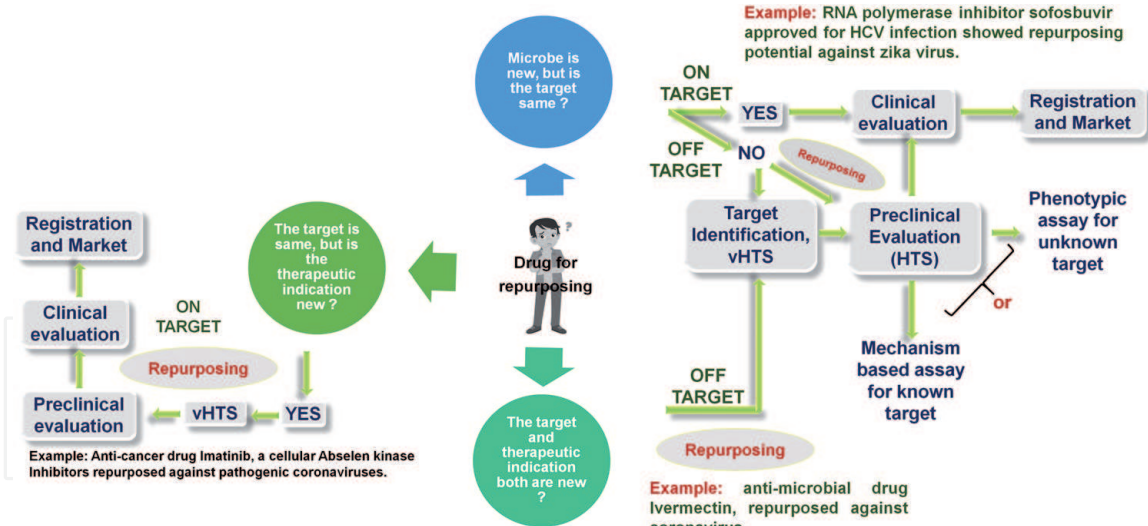 Example: RNA polymerase inhibitor sofosbuvir
approved for HCV infection showed repurposing
potential against zika virus.
Microbe is
new, but is
the target
same ?
ON
TARGET
YES
Clinical
evaluation
Registration
and Market
OFF
TARGET
NO
Repurposing
Target
Identification,
vHTS
Preclinical
Evaluation
(HTS)
Phenotypic
assay for
unknown
target
or
Mechanism
based assay
for known
target
OFF
TARGET
Repurposing
Example: anti-microbial drug
Ivermectin, repurposed against
?
Drug for
repurposing
The target is
same, but is
the
therapeutic
indication
new ?
Registration
and Market
Clinical
evaluation
ON
TARGET
Repurposing
Preclinical
evaluation
vHTS
YES
Example: Anti-cancer drug Imatinib, a cellular Abselen kinase
Inhibitors repurposed against pathogenic coronaviruses.
The target
and
therapeutic
indication
both are new
?